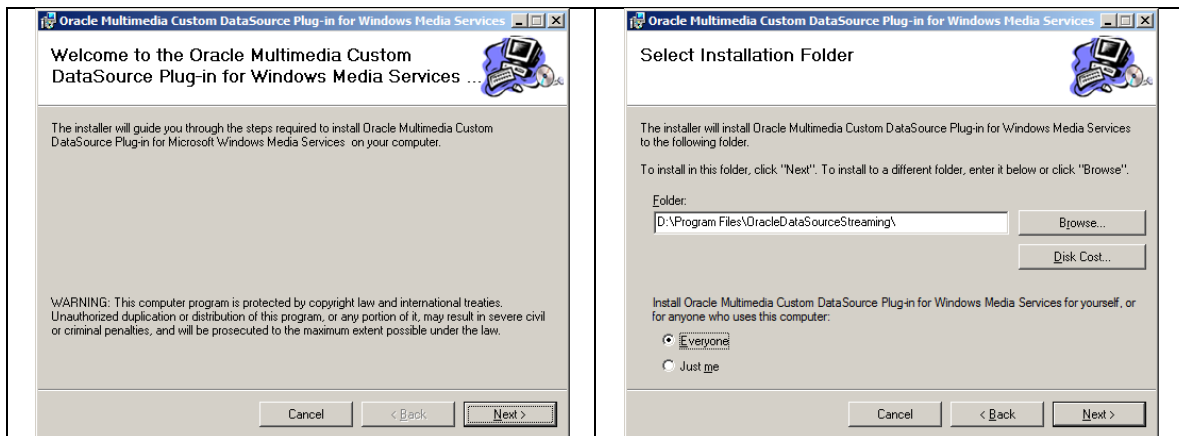 Oracle Multimedia Custom DataSource Plug-in for Windows Media Services
Welcome to the Oracle Multimedia Custom
DataSource Plug-in for Windows Media Services ...
The installer will guide you through the steps required to install Oracle Multimedia Custom
DataSource Plug-in for Microsoft Windows Media Services on your computer.
WARNING: This computer program is protected by copyright law and international treaties.
Unauthorized duplication or distribution of this program, or any portion of it, may result in severe civil
or criminal penalties, and will be prosecuted to the maximum extent possible under the law.
Cancel
< Back
Next >
Oracle Multimedia Custom DataSource Plug-in for Windows Media Services
Select Installation Folder
The installer will install Oracle Multimedia Custom DataSource Plug-in for Windows Media Services
to the following folder.
To install in this folder, click "Next". To install to a different folder, enter it below or click "Browse".
Folder:
D:\Program Files\OracleDataSourceStreaming\
Browse...
Disk Cost...
Install Oracle Multimedia Custom DataSource Plug-in for Windows Media Services for yourself, or
for anyone who uses this computer:
Everyone
Just me
Cancel
< Back
Next >